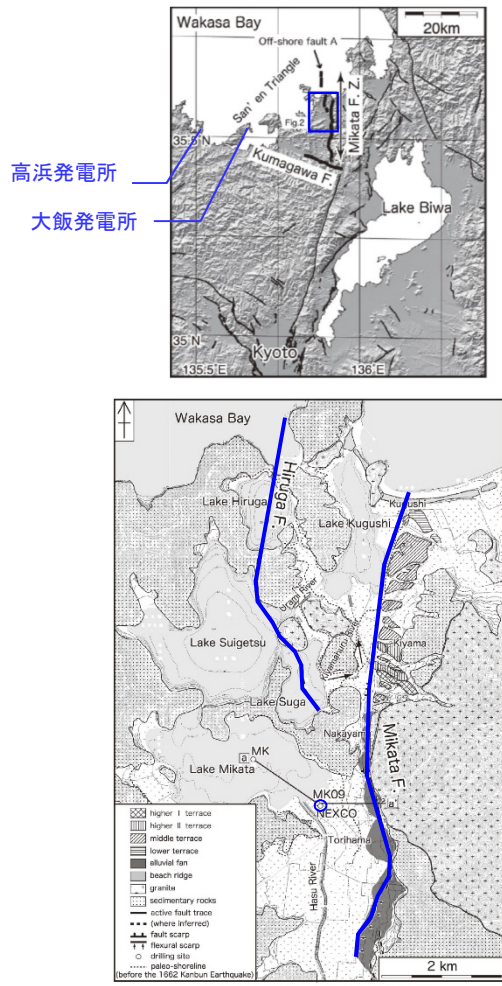 Wakasa Bay
20km
Off-shore fault A
San' en Triangle
Mikata F. Z.
Fig.2
35.5°N
Kumagawa F.
高浜発電所
大飯発電所
Lake Biwa
35 N
Kyoto
135.5°E
136°E
Wakasa Bay
Hiruga F.
Lake Hiruga
Lake Kugushi
Kugushi
Urami River
Lake Suigetsu
Kiyama
Lake Suga
Nakayama
Mikata F.
a
MK
Lake Mikata
MK09
a'
NEXCO
Torihama
Hasu River
higher I terrace
higher II terrace
middle terrace
lower terrace
alluvial fan
beach ridge
granite
sedimentary rocks
active fault trace
(where inferred)
fault scarp
flexural scarp
drilling site
paleo-shoreline
(before the 1662 Kanbun Earthquake)
2 km